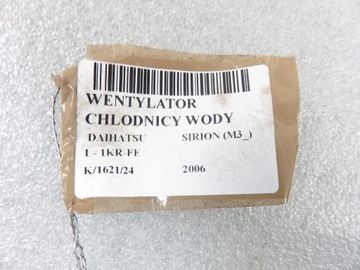 WENTYLATOR
CHLODNICY WODY
DAIHATSU SIRION (M3_)
1 - 1KR-FE
K/1621/24 2006